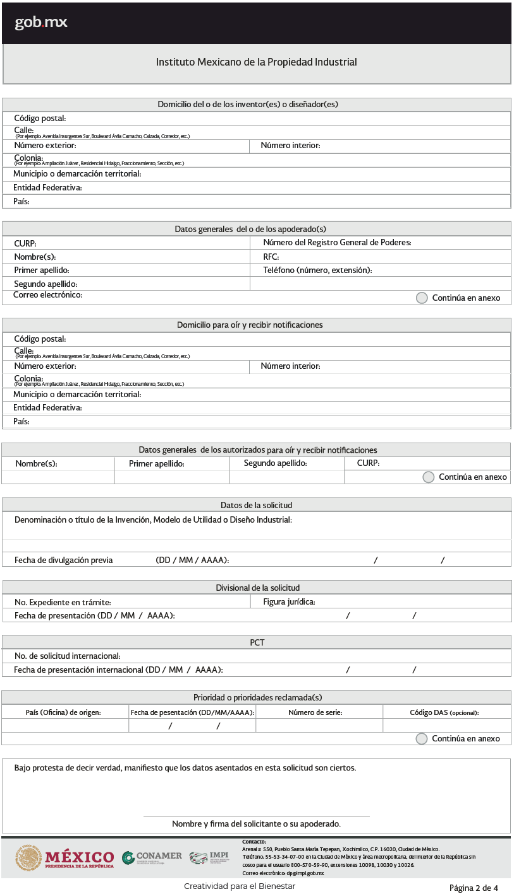 gob.mx
Instituto Mexicano de la Propiedad Industrial
Domicilio del o de los inventor(es) o diseñador(es)
Código postal:
Calle:
(Por ejemplo: Avenida Insurgentes Sur, Boulevard Ávila Camacho, Calzada, Corredor, etc.)
Número exterior: Número interior:
Colonia:
(Por ejemplo: Ampliación Juárez, Residencial Hidalgo, Fraccionamiento, Sección, etc.)
Municipio o demarcación territorial:
Entidad Federativa:
País:
Datos generales del o de los apoderado(s)
CURP: Número del Registro General de Poderes:
Nombre(s): RFC:
Primer apellido: Teléfono (número, extensión):
Segundo apellido:
Correo electrónico: Continúa en anexo
Domicilio para oír y recibir notificaciones
Código postal:
Calle:
(Por ejemplo: Avenida Insurgentes Sur, Boulevard Ávila Camacho, Calzada, Corredor, etc.)
Número exterior: Número interior:
Colonia:
(Por ejemplo: Ampliación Juárez, Residencial Hidalgo, Fraccionamiento, Sección, etc.)
Municipio o demarcación territorial:
Entidad Federativa:
País:
Datos generales de los autorizados para oír y recibir notificaciones
Nombre(s): Primer apellido: Segundo apellido: CURP:
Continúa en anexo
Datos de la solicitud
Denominación o título de la Invención, Modelo de Utilidad o Diseño Industrial:
Fecha de divulgación previa (DD / MM / AAAA): / /
Divisional de la solicitud
No. Expediente en trámite: Figura jurídica:
Fecha de presentación (DD / MM / AAAA): / /
PCT
No. de solicitud internacional:
Fecha de presentación internacional (DD / MM / AAAA): / /
Prioridad o prioridades reclamada(s)
País (Oficina) de origen: Fecha de pesentación (DD/MM/AAAA): Número de serie: Código DAS (opcional):
/ /
Continúa en anexo
Bajo protesta de decir verdad, manifiesto que los datos asentados en esta solicitud son ciertos.
Nombre y firma del solicitante o su apoderado.
MÉXICO
PRESIDENCIA DE LA REPÚBLICA
CONAMER
IMPI
Contacto:
Arenal # 550, Pueblo Santa María Tepepan, Xochimilco, C.P. 16020, Ciudad de México.
Teléfono: 55-53-34-07-00 en la Ciudad de México y área metropolitana, del interior de la República sin
costo para el usuario 800-570-59-90, extensiones 10098, 10030 y 10026.
Correo electrónico: dpg@impi.gob.mx
Creatividad para el Bienestar
Página 2 de 4